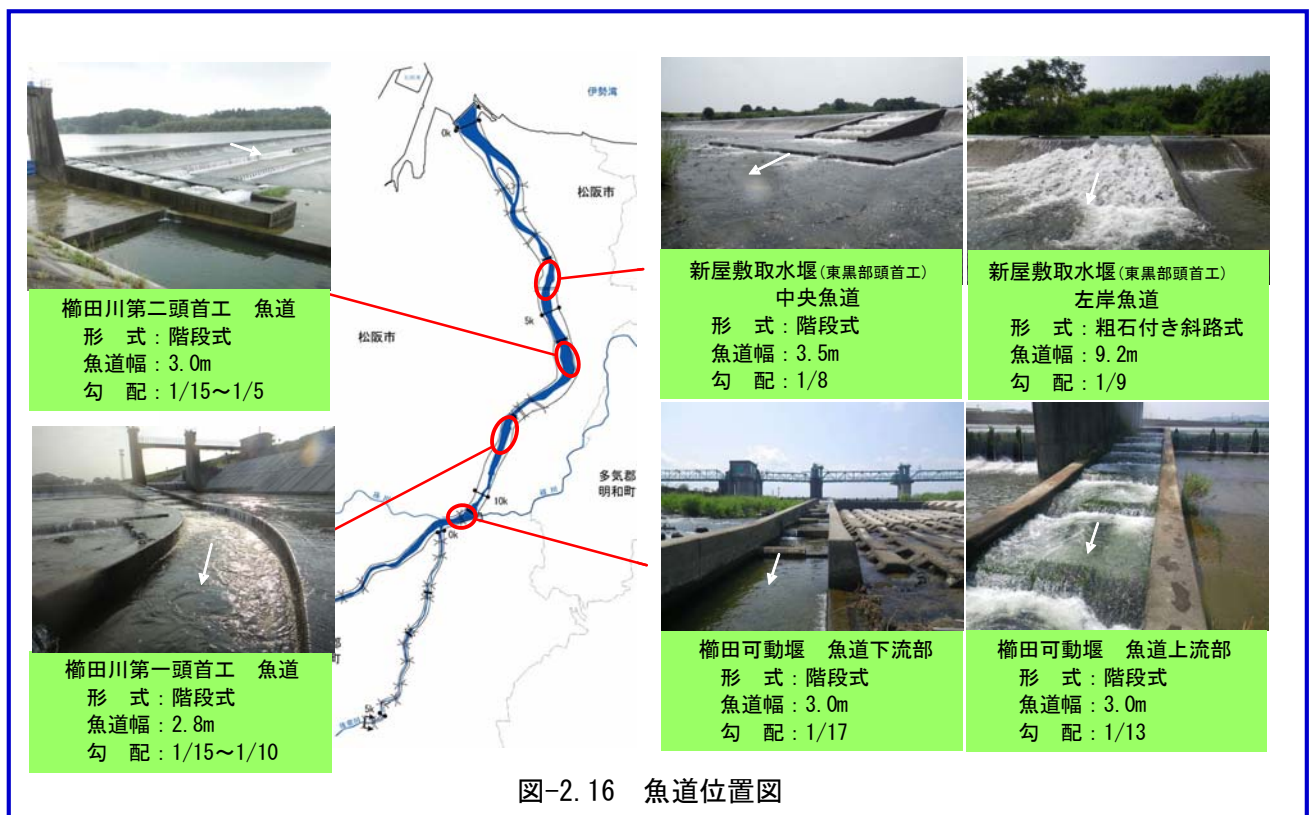 伊勢湾
0k
松阪市
5k
松阪市
多気郡
明和町
10k
0k
5k
櫛田川第二頭首工 魚道
形 式：階段式
魚道幅：3.0m
勾 配：1/15～1/5
櫛田川第一頭首工 魚道
形 式：階段式
魚道幅：2.8m
勾 配：1/15～1/10
新屋敷取水堰(東黒部頭首工)
中央魚道
形 式：階段式
魚道幅：3.5m
勾 配：1/8
新屋敷取水堰(東黒部頭首工)
左岸魚道
形 式：粗石付き斜路式
魚道幅：9.2m
勾 配：1/9
櫛田可動堰 魚道下流部
形 式：階段式
魚道幅：3.0m
勾 配：1/17
櫛田可動堰 魚道上流部
形 式：階段式
魚道幅：3.0m
勾 配：1/13
図-2.16 魚道位置図